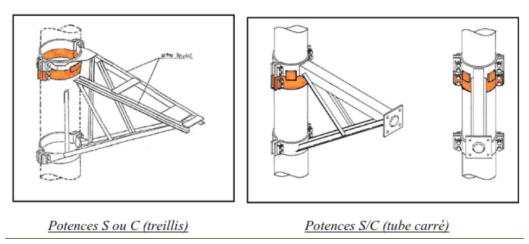 Potences S ou C (treillis)
Potences S/C (tube carré)